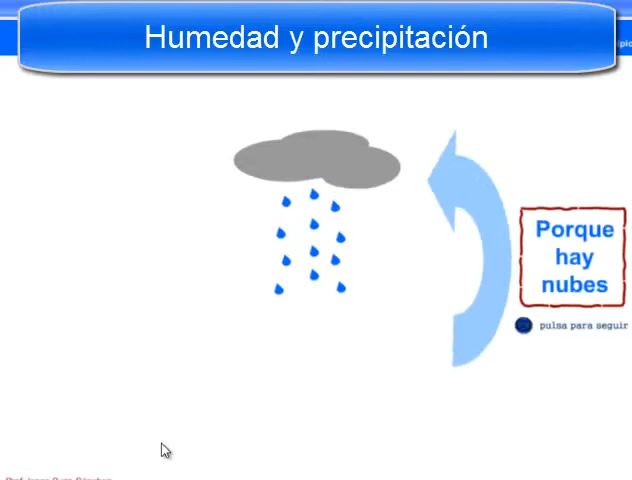 Humedad y precipitación
Porque
hay
nubes
pulsa para seguir